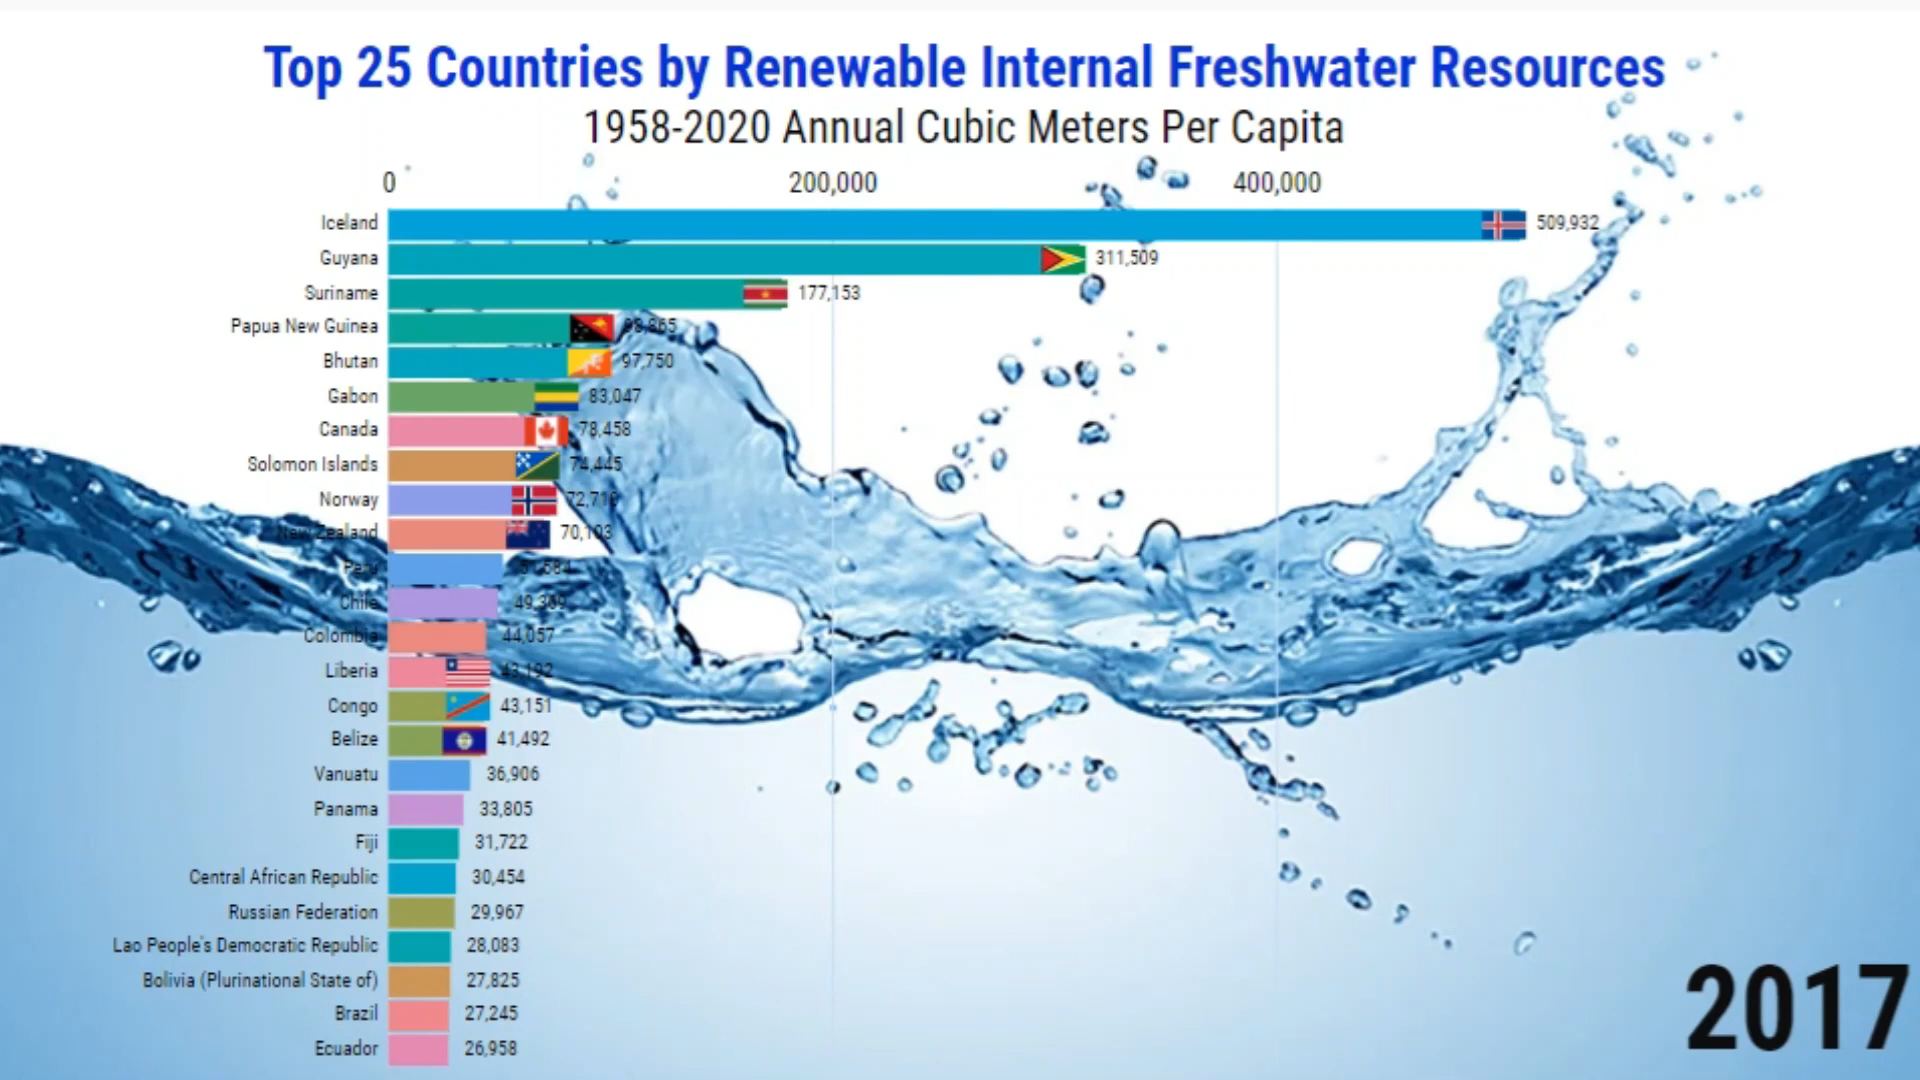 Top 25 Countries by Renewable Internal Freshwater Resources
1958-2020 Annual Cubic Meters Per Capita
0 200,000 400,000
Iceland 509,932
Guyana 311,509
Suriname 177,153
Papua New Guinea
Bhutan 97,750
Gabon 83,047
Canada 78,458
Solomon Islands 74,445
Norway
New Zealand 70,103
Peru
Chile
Colombia 44,057
Liberia 43,192
Congo 43,151
Belize 41,492
Vanuatu 36,906
Panama 33,805
Fiji 31,722
Central African Republic 30,454
Russian Federation 29,967
Lao People's Democratic Republic 28,083
Bolivia (Plurinational State of) 27,825
Brazil 27,245
Ecuador 26,958
2017